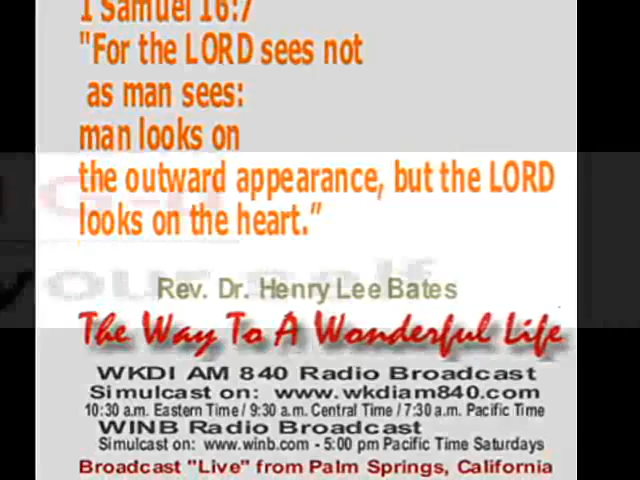 1 Samuel 16:7
"For the LORD sees not
as man sees:
man looks on
the outward appearance, but the LORD
looks on the heart.”
Rev. Dr. Henry Lee Bates
The Way To A Wonderful Life
WKDI AM 840 Radio Broadcast
Simulcast on: www.wkdiam840.com
10:30 a.m. Eastern Time / 9:30 a.m. Central Time / 7:30 a.m. Pacific Time
WINB Radio Broadcast
Simulcast on: www.winb.com - 5:00 pm Pacific Time Saturdays
Broadcast "Live" from Palm Springs, California